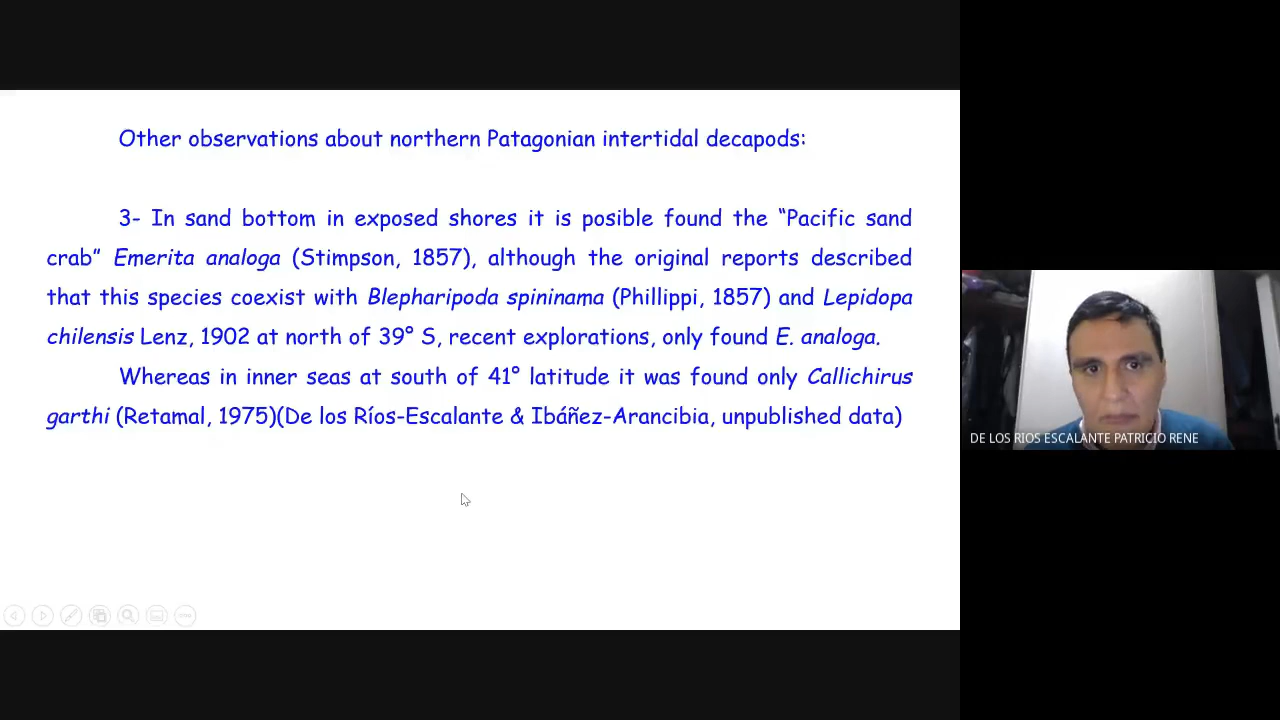 Other observations about northern Patagonian intertidal decapods:
3- In sand bottom in exposed shores it is posible found the “Pacific sand
crab” Emerita analoga (Stimpson, 1857), although the original reports described
that this species coexist with Blepharipoda spininama (Phillippi, 1857) and Lepidopa
chilensis Lenz, 1902 at north of 39° S, recent explorations, only found E. analoga.
Whereas in inner seas at south of 41° latitude it was found only Callichirus
garthi (Retamal, 1975)(De los Ríos-Escalante & Ibáñez-Arancibia, unpublished data)
DE LOS RIOS ESCALANTE PATRICIO RENE